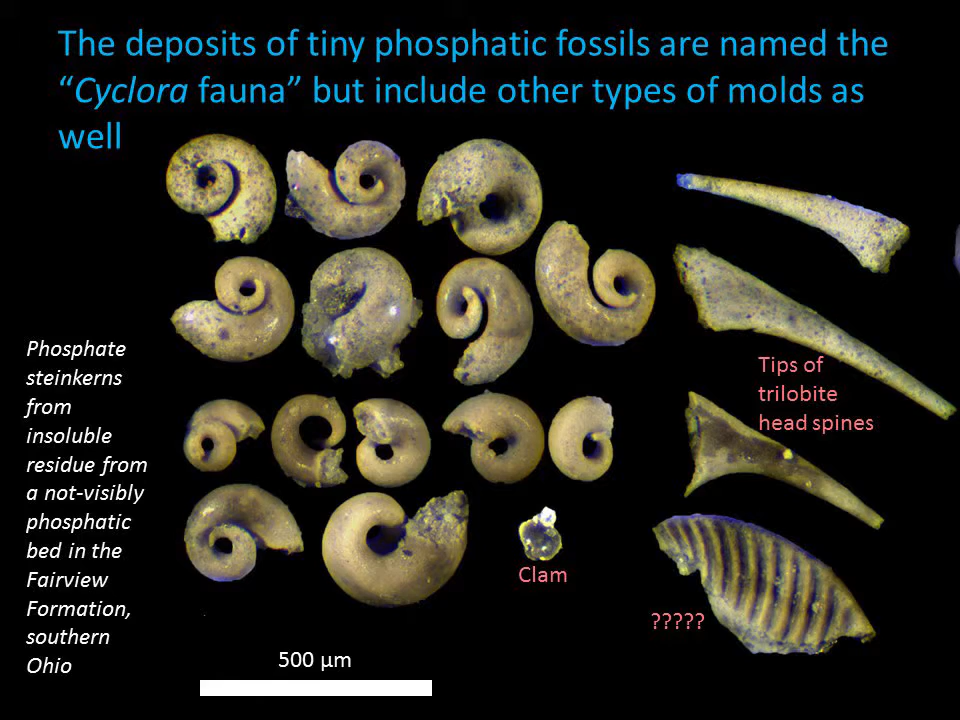 The deposits of tiny phosphatic fossils are named the
“Cyclora fauna” but include other types of molds as
well
Phosphate
steinkerns
from
insoluble
residue from
a not-visibly
phosphatic
bed in the
Fairview
Formation,
southern
Ohio
Tips of
trilobite
head spines
Clam
?????
500 µm